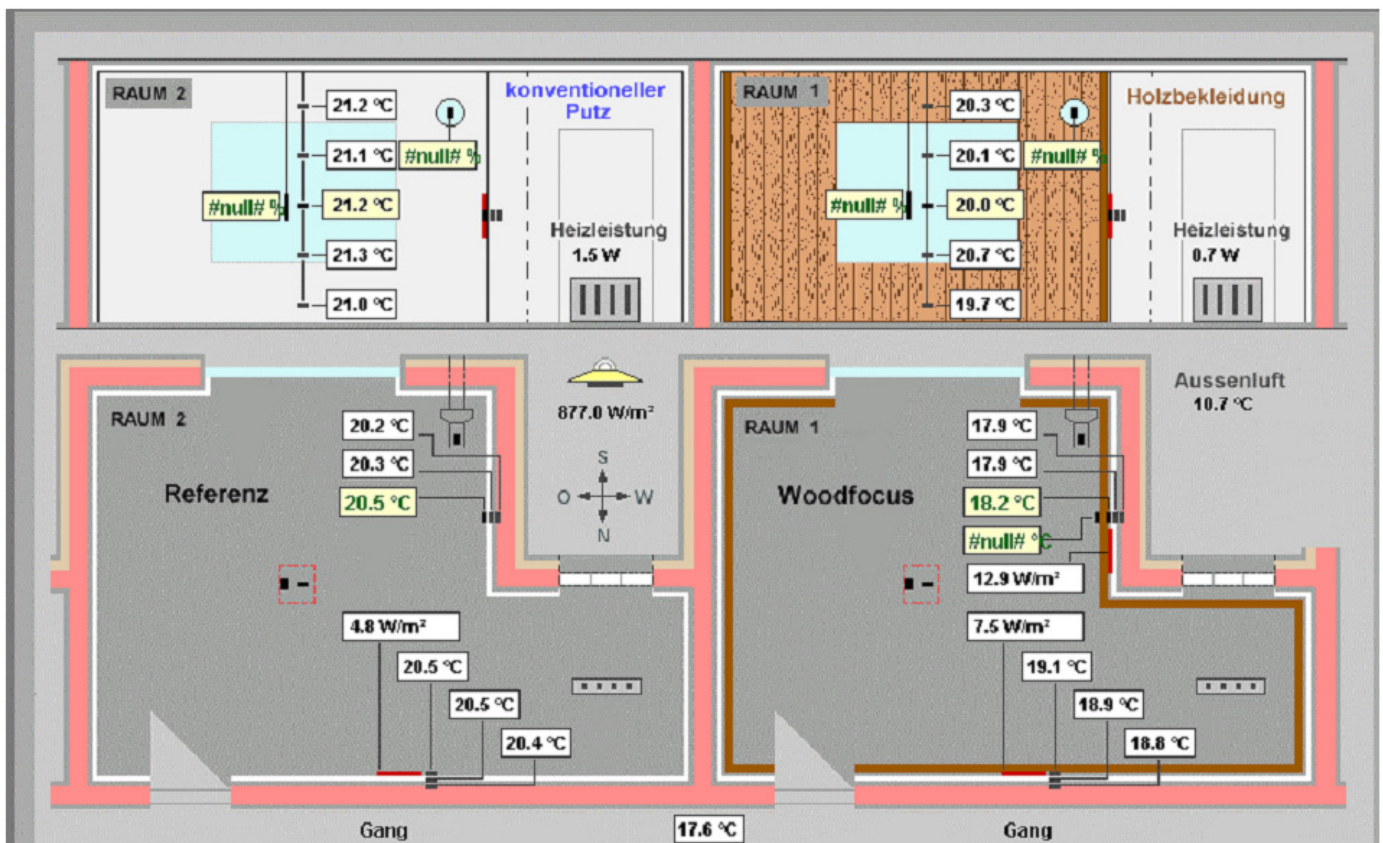 RAUM 2
21.2 °C
konventioneller
Putz
21.1 °C
#null# %
#null# %
21.2 °C
21.3 °C
Heizleistung
1.5 W
21.0 °C
RAUM 1
20.3 °C
Holzbekleidung
20.1 °C
#null# %
#null# %
20.0 °C
20.7 °C
Heizleistung
0.7 W
19.7 °C
RAUM 2
20.2 °C
20.3 °C
Referenz
20.5 °C
4.8 W/m²
20.5 °C
20.5 °C
20.4 °C
877.0 W/m²
S
O W
N
RAUM 1
17.9 °C
17.9 °C
Woodfocus
18.2 °C
#null# °C
12.9 W/m²
7.5 W/m²
19.1 °C
18.9 °C
18.8 °C
Aussenluft
10.7 °C
Gang
17.6 °C
Gang